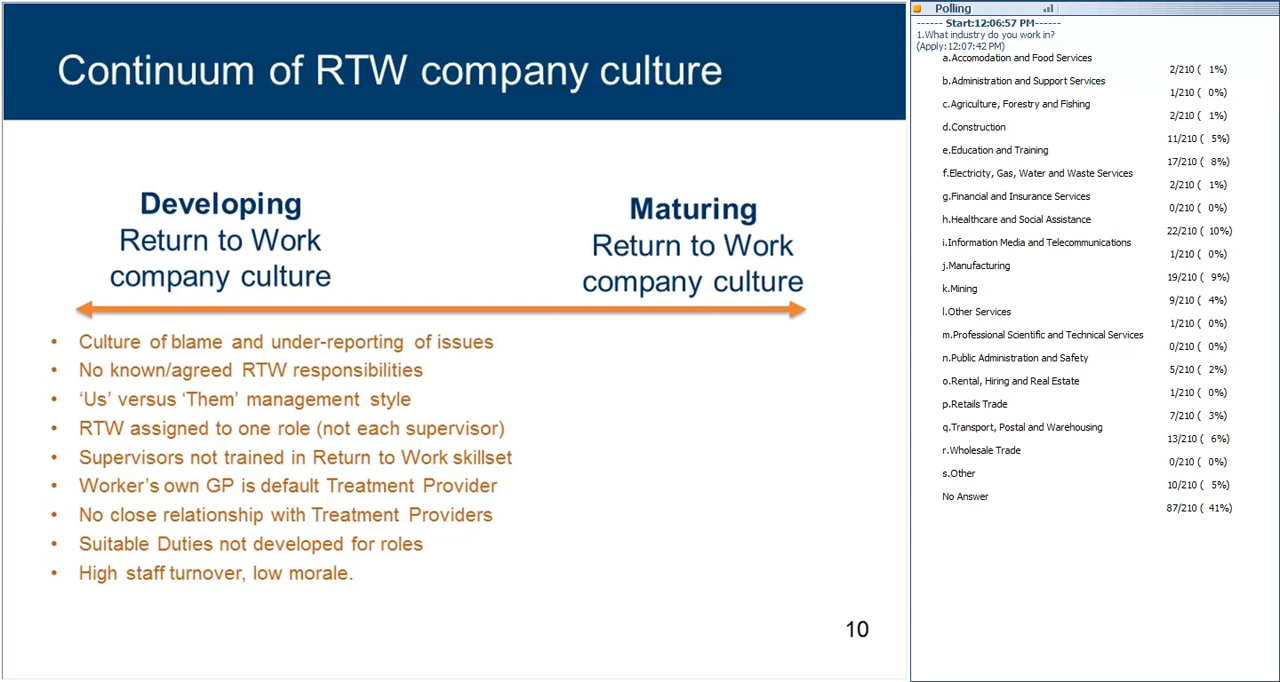 Continuum of RTW company culture
Developing
Return to Work
company culture
Maturing
Return to Work
company culture
• Culture of blame and under-reporting of issues
• No known/agreed RTW responsibilities
• ‘Us’ versus ‘Them’ management style
• RTW assigned to one role (not each supervisor)
• Supervisors not trained in Return to Work skillset
• Worker’s own GP is default Treatment Provider
• No close relationship with Treatment Providers
• Suitable Duties not developed for roles
• High staff turnover, low morale.
10
Polling
------ Start:12:06:57 PM------
1.What industry do you work in?
(Apply:12:07:42 PM)
a.Accomodation and Food Services
2/210 ( 1%)
b.Administration and Support Services
1/210 ( 0%)
c.Agriculture, Forestry and Fishing
2/210 ( 1%)
d.Construction
11/210 ( 5%)
e.Education and Training
17/210 ( 8%)
f.Electricity, Gas, Water and Waste Services
2/210 ( 1%)
g.Financial and Insurance Services
0/210 ( 0%)
h.Healthcare and Social Assistance
22/210 ( 10%)
i.Information Media and Telecommunications
1/210 ( 0%)
j.Manufacturing
19/210 ( 9%)
k.Mining
9/210 ( 4%)
l.Other Services
1/210 ( 0%)
m.Professional Scientific and Technical Services
0/210 ( 0%)
n.Public Administration and Safety
5/210 ( 2%)
o.Rental, Hiring and Real Estate
1/210 ( 0%)
p.Retails Trade
7/210 ( 3%)
q.Transport, Postal and Warehousing
13/210 ( 6%)
r.Wholesale Trade
0/210 ( 0%)
s.Other
10/210 ( 5%)
No Answer
87/210 ( 41%)